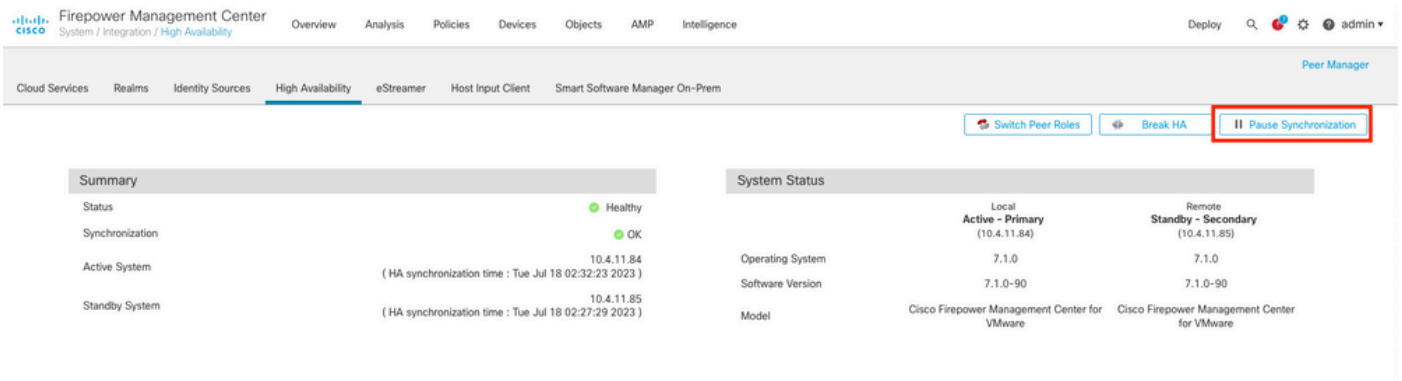 Firepower Management Center
CISCO System / Integration / High Availability
Overview Analysis Policies Devices Objects AMP Intelligence Deploy admin
Peer Manager
Cloud Services Realms Identity Sources High Availability eStreamer Host Input Client Smart Software Manager On-Prem
Switch Peer Roles Break HA Pause Synchronization
Summary
Status Healthy
Synchronization OK
Active System 10.4.11.84
( HA synchronization time : Tue Jul 18 02:32:23 2023 )
Standby System 10.4.11.85
( HA synchronization time : Tue Jul 18 02:27:29 2023 )
System Status
Local Remote
Active - Primary Standby - Secondary
(10.4.11.84) (10.4.11.85)
Operating System 7.1.0 7.1.0
Software Version 7.1.0-90 7.1.0-90
Model Cisco Firepower Management Center for VMware Cisco Firepower Management Center for VMware